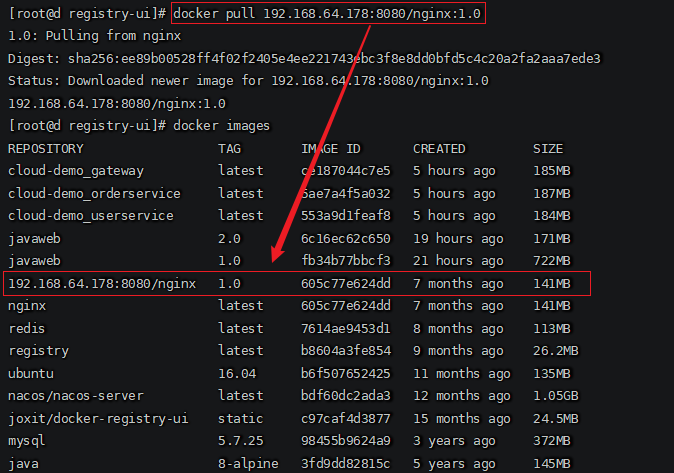 [root@d registry-ui]# docker pull 192.168.64.178:8080/nginx:1.0
1.0: Pulling from nginx
Digest: sha256:ee89b00528ff4f02f2405e4ee221743ebc3f8e8dd0bfd5c4c20a2fa2aaa7ede3
Status: Downloaded newer image for 192.168.64.178:8080/nginx:1.0
192.168.64.178:8080/nginx:1.0
[root@d registry-ui]# docker images
REPOSITORY TAG IMAGE ID CREATED SIZE
cloud-demo_gateway latest ce187044c7e5 5 hours ago 185MB
cloud-demo_orderservice latest 5ae7a4f5a032 5 hours ago 187MB
cloud-demo_userservice latest 553a9d1feaf8 5 hours ago 184MB
javaweb 2.0 6c16ec62c650 19 hours ago 171MB
javaweb 1.0 fb34b77bbcf3 21 hours ago 722MB
192.168.64.178:8080/nginx 1.0 605c77e624dd 7 months ago 141MB
nginx latest 605c77e624dd 7 months ago 141MB
redis latest 7614ae9453d1 8 months ago 113MB
registry latest b8604a3fe854 9 months ago 26.2MB
ubuntu 16.04 b6f507652425 11 months ago 135MB
nacos/nacos-server latest bdf60dc2ada3 12 months ago 1.05GB
joxit/docker-registry-ui static c97caf4d3877 15 months ago 24.5MB
mysql 5.7.25 98455b9624a9 3 years ago 372MB
java 8-alpine 3fd9dd82815c 5 years ago 145MB